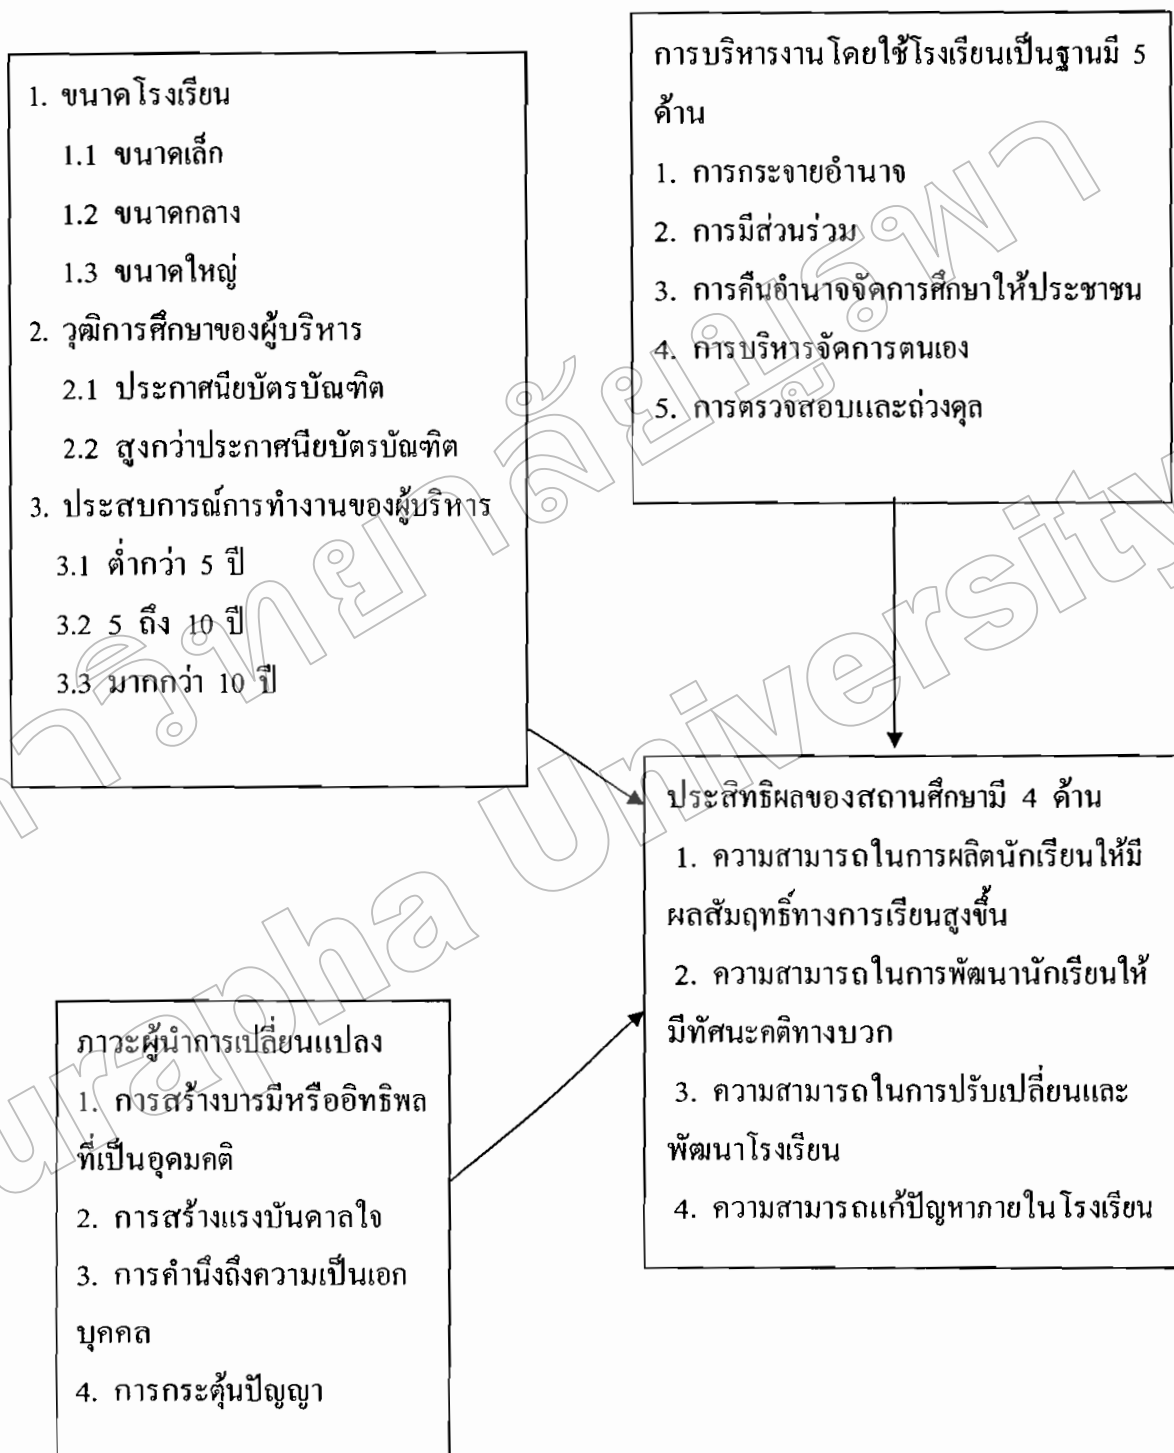 1. ขนาดโรงเรียน
1.1 ขนาดเล็ก
1.2 ขนาดกลาง
1.3 ขนาดใหญ่
2. วุฒิการศึกษาของผู้บริหาร
2.1 ประกาศนียบัตรบัณฑิต
2.2 สูงกว่าประกาศนียบัตรบัณฑิต
3. ประสบการณ์การทำงานของผู้บริหาร
3.1 ต่ำกว่า 5 ปี
3.2 5 ถึง 10 ปี
3.3 มากกว่า 10 ปี
การบริหารงานโดยใช้โรงเรียนเป็นฐานมี 5
ด้าน
1. การกระจายอำนาจ
2. การมีส่วนร่วม
3. การคืนอำนาจจัดการศึกษาให้ประชาชน
4. การบริหารจัดการตนเอง
5. การตรวจสอบและถ่วงดุล
ประสิทธิผลของสถานศึกษามี 4 ด้าน
1. ความสามารถในการผลิตนักเรียนให้มี
ผลสัมฤทธิ์ทางการเรียนสูงขึ้น
2. ความสามารถในการพัฒนานักเรียนให้
มีทัศนะคติทางบวก
3. ความสามารถในการปรับเปลี่ยนและ
พัฒนาโรงเรียน
4. ความสามารถแก้ปัญหาภายในโรงเรียน
ภาวะผู้นำการเปลี่ยนแปลง
1. การสร้างบารมีหรืออิทธิพล
ที่เป็นอุดมคติ
2. การสร้างแรงบันดาลใจ
3. การคำนึงถึงความเป็นเอก
บุคคล
4. การกระตุ้นปัญญา
าวิทยาลัยบูรพา
urapha University